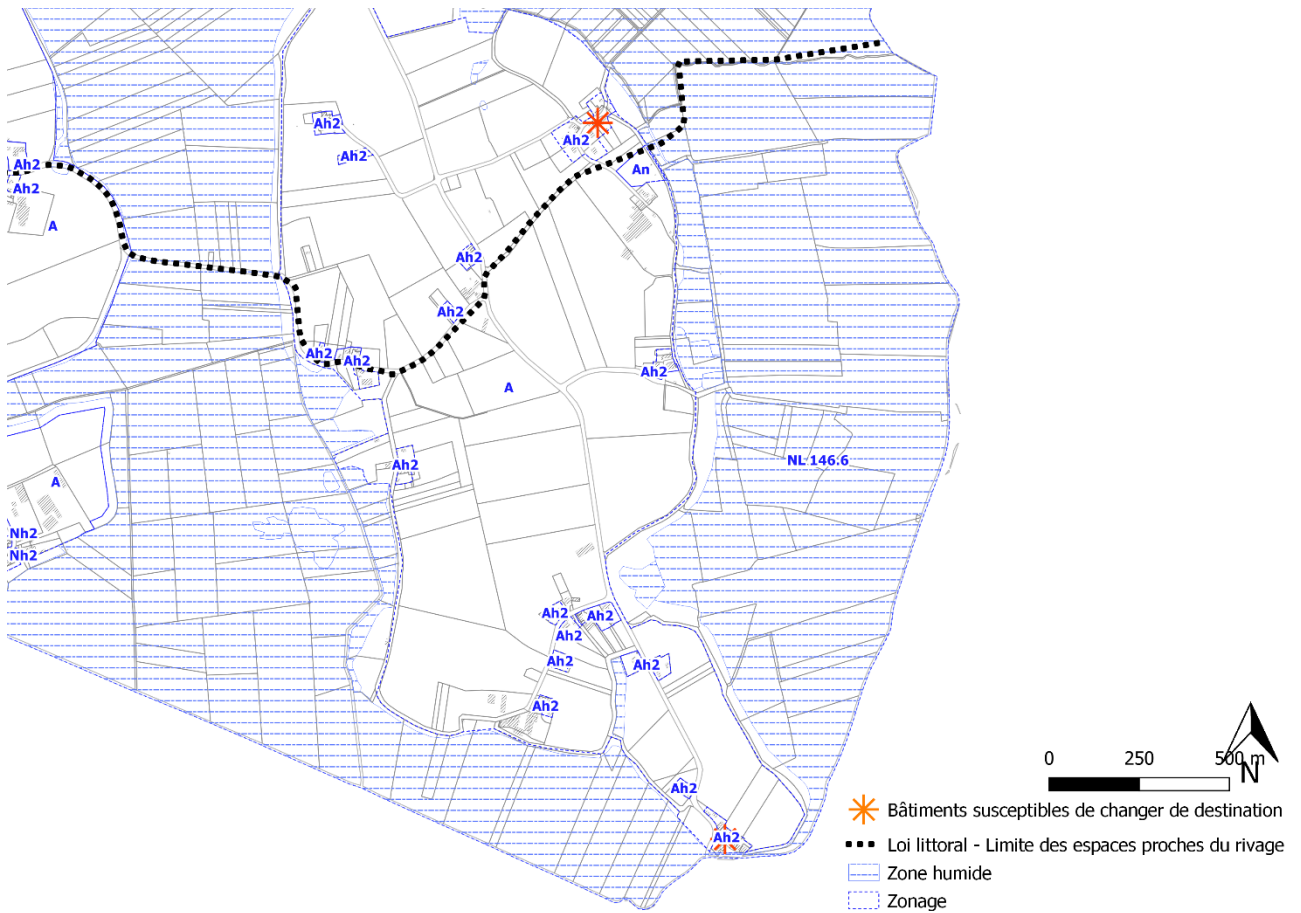 Ah2
Ah2
An
Ah2
Ah2
Ah2
A
Ah2
Ah2
Ah2
Ah2
Ah2
A
Ah2
NL 146.6
A
Nh2
Nh2
Ah2
Ah2
Ah2
Ah2
Ah2
Ah2
Ah2
Ah2
0 250 500 m
N
Bâtiments susceptibles de changer de destination
Loi littoral - Limite des espaces proches du rivage
Zone humide
Zonage